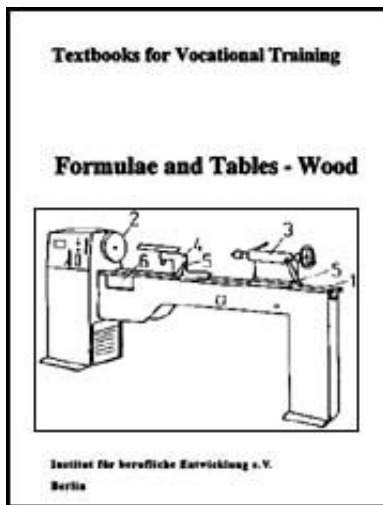 Textbooks for Vocational Training
Formulae and Tables - Wood
2
3
4
5
5
6
1
Institut für berufliche Entwicklung e.V.
Berlin